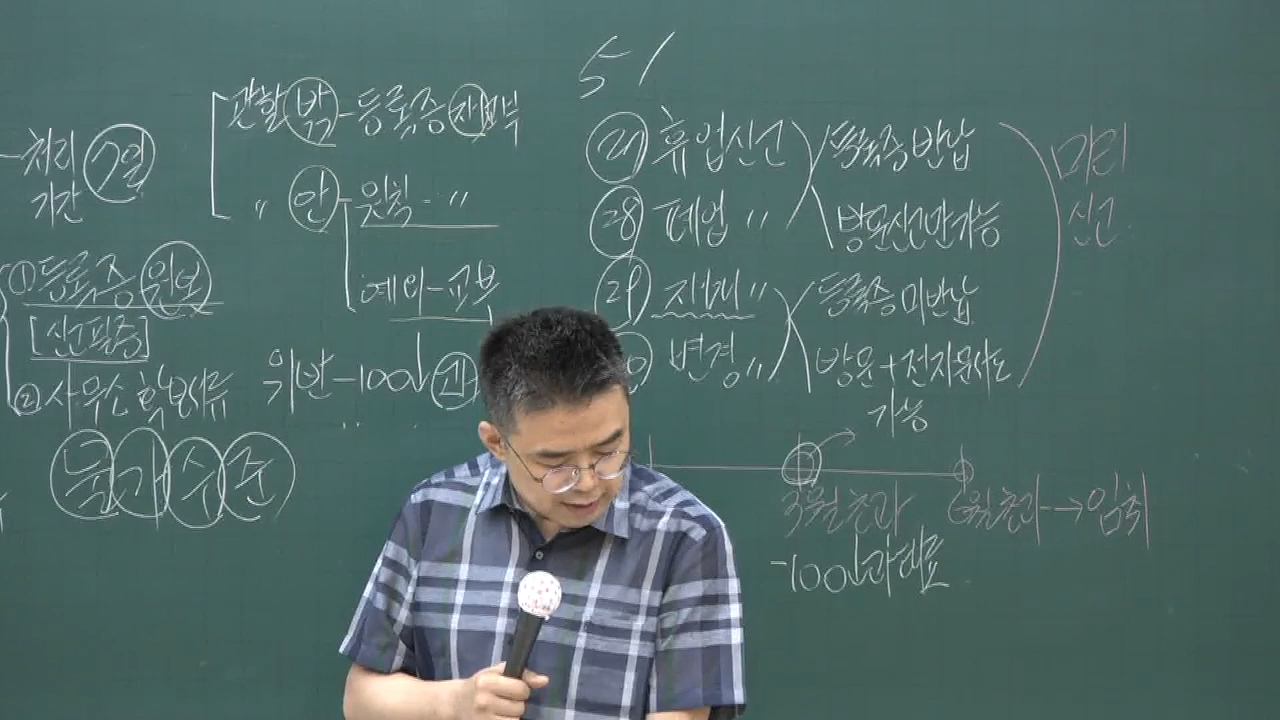 -처리 7일
기간
①등록증 원본
[신고필증]
② 사무소확보서류
등가수준
관할 밖-등록증 재교부
〃 안-원칙-〃
예외-교부
위반-100↓ 과
51
27 휴업신고
28 폐업 〃
29 재개 〃
변경 〃
등록증반납
방문신고만가능
등록증미반납
방문+전자문서도
가능
미리
신고
3월초과
-100↓과태료
6월초과→임취